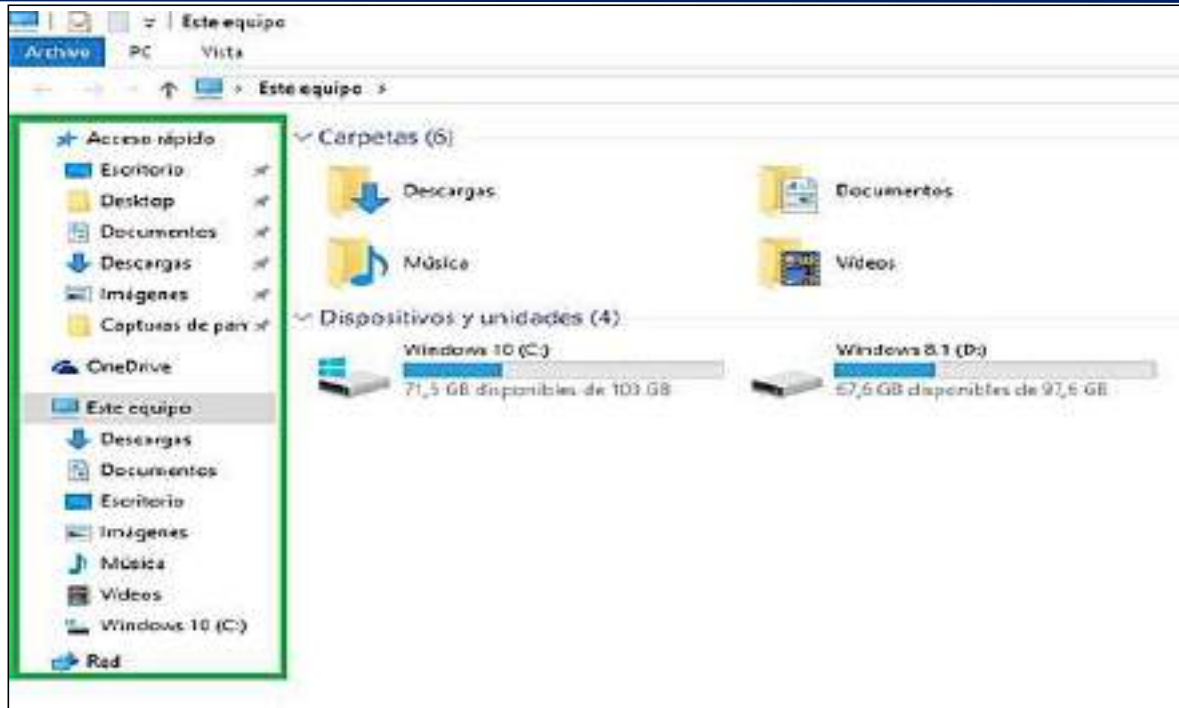 Este equipo
Archivo PC Vista
Este equipo
Acceso rápido
Escritorio
Desktop
Documentos
Descargas
Imágenes
Capturas de pan
OneDrive
Este equipo
Descargas
Documentos
Escritorio
Imágenes
Música
Vídeos
Windows 10 (C:)
Red
Carpetas (6)
Descargas
Documentos
Música
Vídeos
Dispositivos y unidades (4)
Windows 10 (C:)
71,5 GB disponibles de 103 GB
Windows 8.1 (D:)
67,6 GB disponibles de 97,6 GB